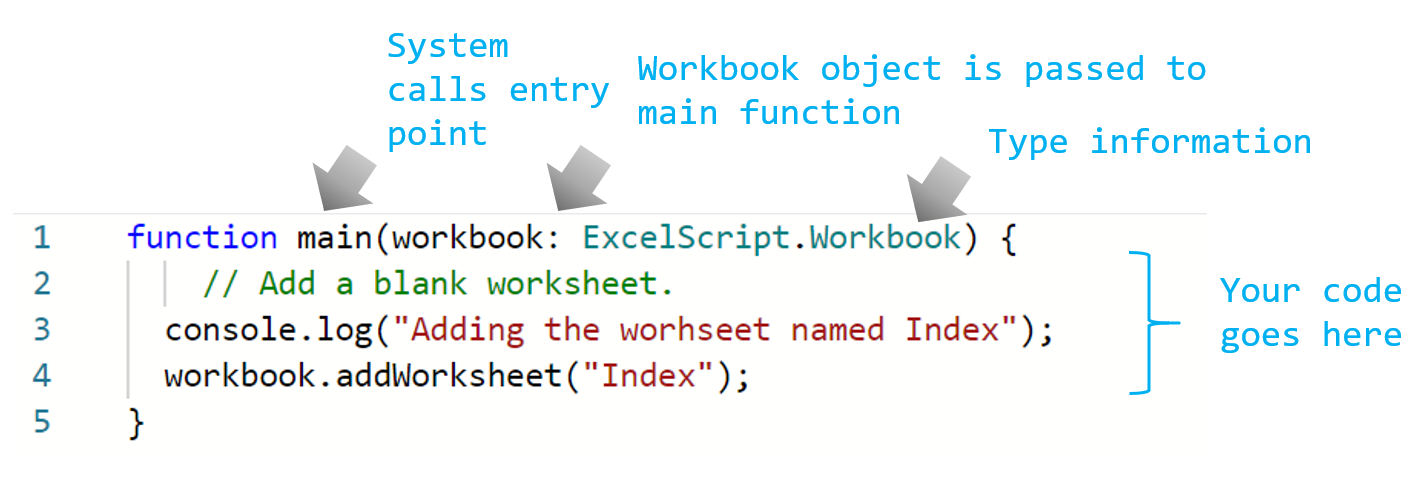 System
calls entry
point
Workbook object is passed to
main function
Type information
1 function main(workbook: ExcelScript.Workbook) {
2 // Add a blank worksheet.
3 console.log("Adding the worhseet named Index");
4 workbook.addWorksheet("Index");
5 }
Your code
goes here